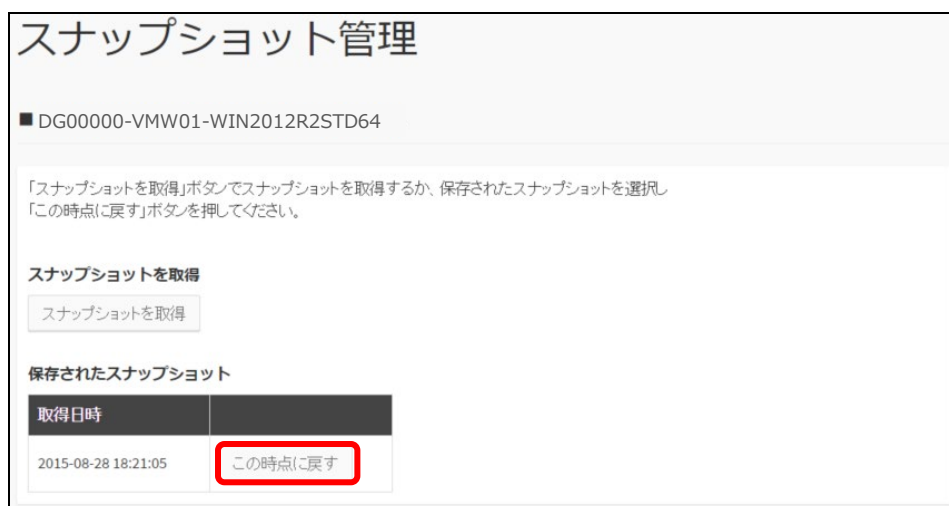 スナップショット管理
■ DG00000-VMW01-WIN2012R2STD64
「スナップショットを取得」ボタンでスナップショットを取得するか、保存されたスナップショットを選択し
「この時点に戻す」ボタンを押してください。
スナップショットを取得
スナップショットを取得
保存されたスナップショット
取得日時
2015-08-28 18:21:05 この時点に戻す